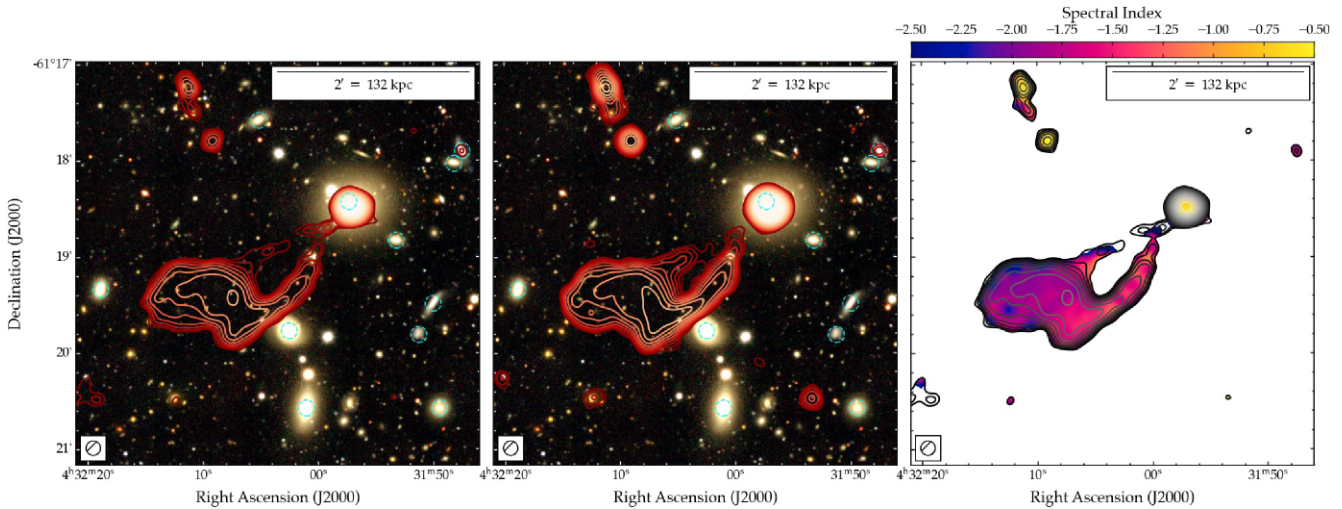 Spectral Index
−2.50 −2.25 −2.00 −1.75 −1.50 −1.25 −1.00 −0.75 −0.50
-61°17′
2′ = 132 kpc
2′ = 132 kpc
2′ = 132 kpc
18′
19′
20′
21′
Declination (J2000)
4ʰ32ᵐ20ˢ 10ˢ 00ˢ 31ᵐ50ˢ
4ʰ32ᵐ20ˢ 10ˢ 00ˢ 31ᵐ50ˢ
4ʰ32ᵐ20ˢ 10ˢ 00ˢ 31ᵐ50ˢ
Right Ascension (J2000)
Right Ascension (J2000)
Right Ascension (J2000)